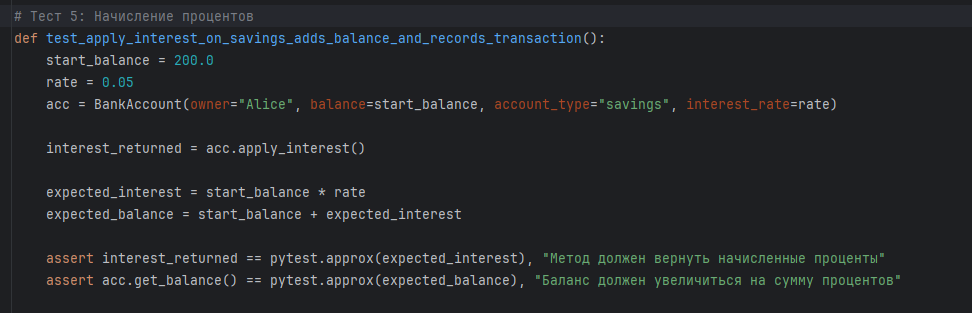 # Тест 5: Начисление процентов
def test_apply_interest_on_savings_adds_balance_and_records_transaction():
    start_balance = 200.0
    rate = 0.05
    acc = BankAccount(owner="Alice", balance=start_balance, account_type="savings", interest_rate=rate)
    interest_returned = acc.apply_interest()
    expected_interest = start_balance * rate
    expected_balance = start_balance + expected_interest
    assert interest_returned == pytest.approx(expected_interest), "Метод должен вернуть начисленные проценты"
    assert acc.get_balance() == pytest.approx(expected_balance), "Баланс должен увеличиться на сумму процентов"